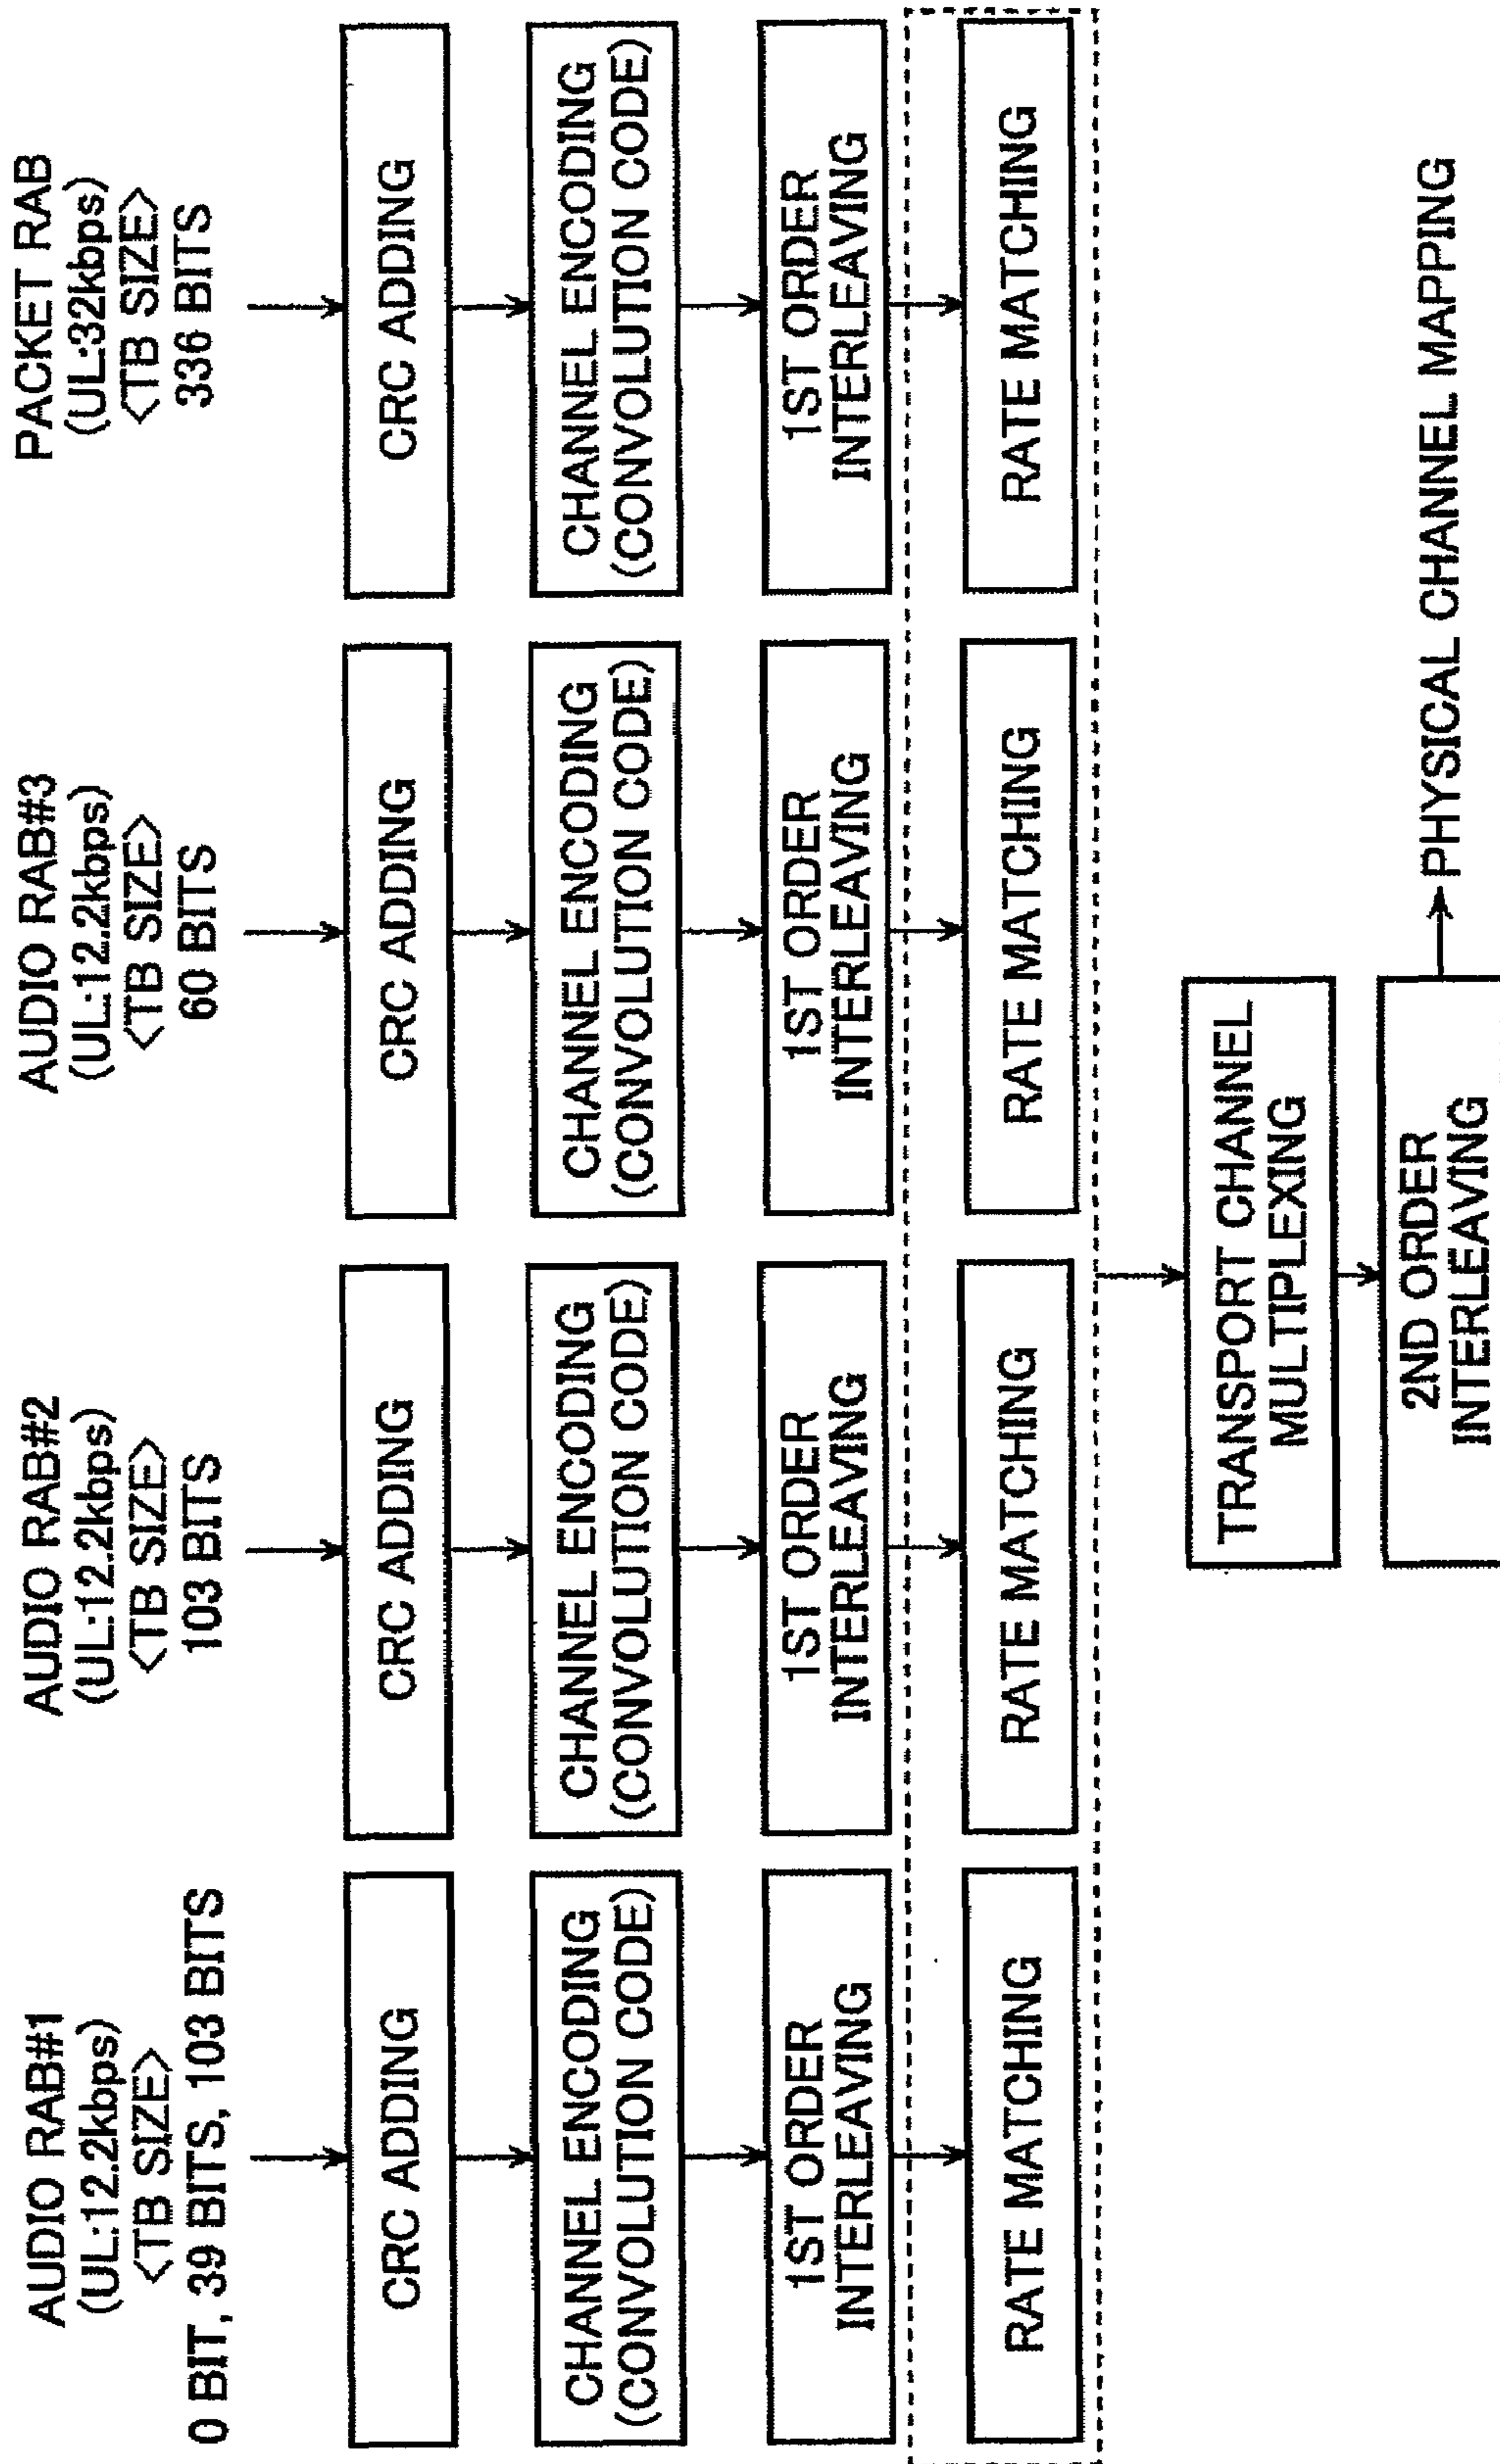 AUDIO RAB#1
(UL:12.2kbps)
<TB SIZE>
0 BIT, 39 BITS, 103 BITS
CRC ADDING
CHANNEL ENCODING
(CONVOLUTION CODE)
1ST ORDER
INTERLEAVING
RATE MATCHING
AUDIO RAB#2
(UL:12.2kbps)
<TB SIZE>
103 BITS
CRC ADDING
CHANNEL ENCODING
(CONVOLUTION CODE)
1ST ORDER
INTERLEAVING
RATE MATCHING
AUDIO RAB#3
(UL:12.2kbps)
<TB SIZE>
60 BITS
CRC ADDING
CHANNEL ENCODING
(CONVOLUTION CODE)
1ST ORDER
INTERLEAVING
RATE MATCHING
PACKET RAB
(UL:32kbps)
<TB SIZE>
336 BITS
CRC ADDING
CHANNEL ENCODING
(CONVOLUTION CODE)
1ST ORDER
INTERLEAVING
RATE MATCHING
TRANSPORT CHANNEL
MULTIPLEXING
2ND ORDER
INTERLEAVING
PHYSICAL CHANNEL MAPPING